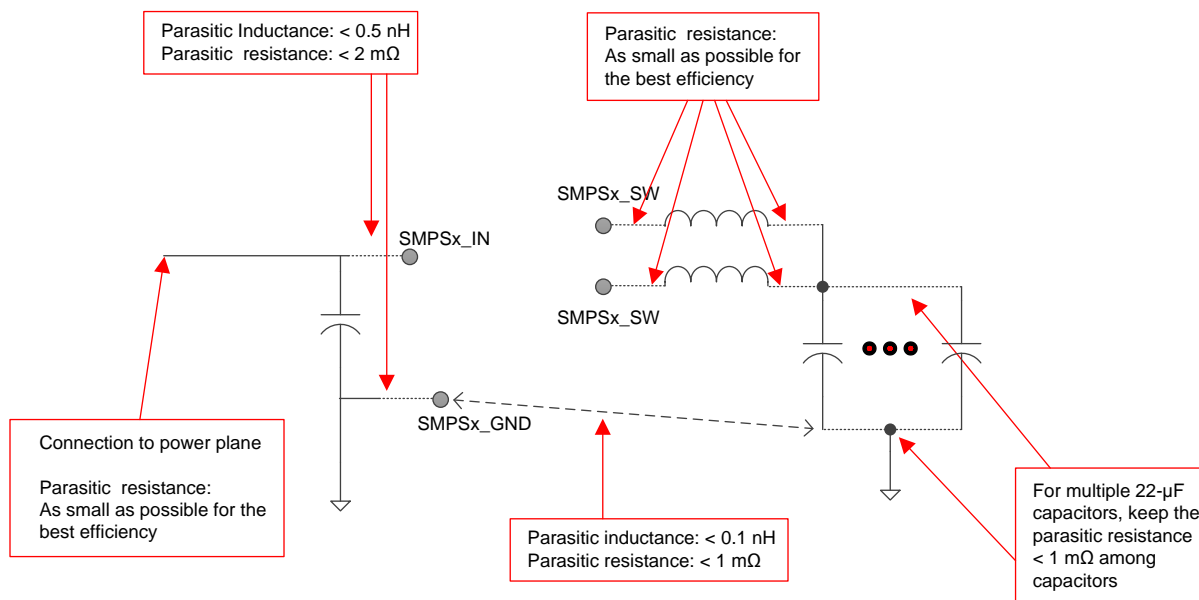 Parasitic Inductance: < 0.5 nH
Parasitic resistance: < 2 mΩ
Parasitic resistance:
As small as possible for
the best efficiency
SMPSx_SW
SMPSx_IN
SMPSx_SW
SMPSx_GND
Connection to power plane
Parasitic resistance:
As small as possible for the
best efficiency
Parasitic inductance: < 0.1 nH
Parasitic resistance: < 1 mΩ
For multiple 22-µF
capacitors, keep the
parasitic resistance
< 1 mΩ among
capacitors